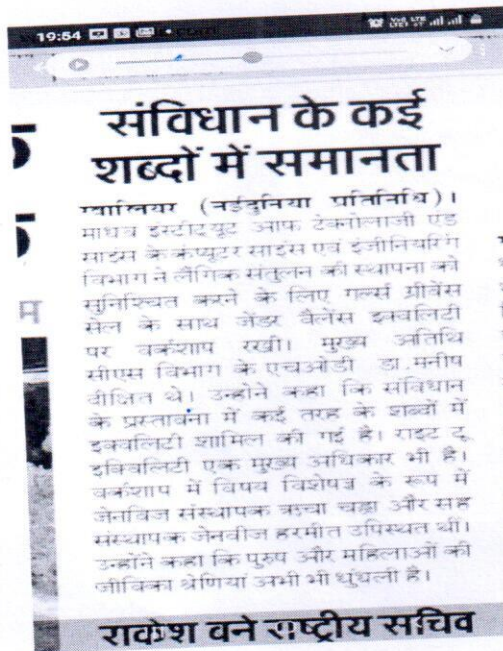 19:54
संविधान के कई
शब्दों में समानता
ग्वालियर (नईदुनिया प्रतिनिधि)।
माधव इंस्टीट्यूट आफ टेक्नोलाजी एंड
साइंस के कंप्यूटर साइंस एवं इंजीनियरिंग
विभाग ने लैंगिक संतुलन की स्थापना को
सुनिश्चित करने के लिए गर्ल्स ग्रीवेंस
सेल के साथ जेंडर बैलेंस इक्वलिटी
पर वर्कशाप रखी। मुख्य अतिथि
सीएस विभाग के एचओडी डा.मनीष
दीक्षित थे। उन्होंने कहा कि संविधान
के प्रस्तावना में कई तरह के शब्दों में
इक्वलिटी शामिल की गई है। राइट टू
इक्विलिटी एक मुख्य अधिकार भी है।
वर्कशाप में विषय विशेषज्ञ के रूप में
जेनविज संस्थापक ऋच्चा चड्ढा और सह
संस्थापक जेनवीज हरमीत उपिस्थत थी।
उन्होंने कहा कि पुरुष और महिलाओं की
जीविका श्रेणियां अभी भी धुंधली है।
राकेश बने राष्ट्रीय सचिव